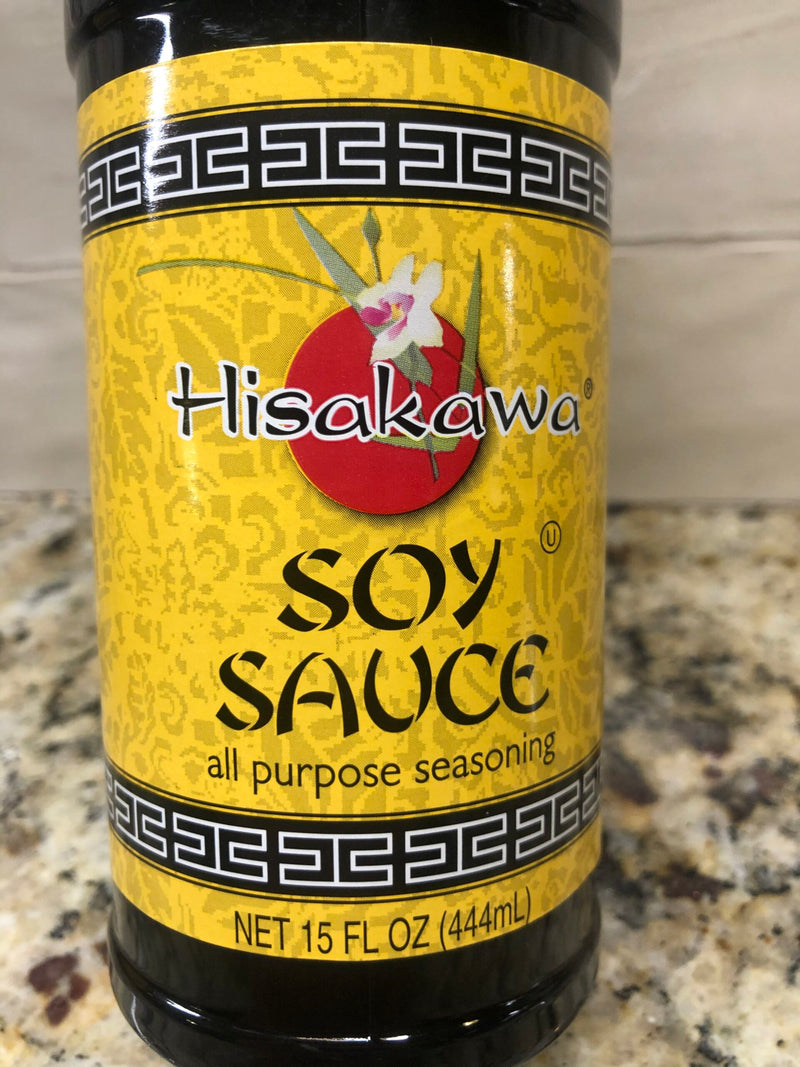 Hisakawa®
U
SOY
SAUCE
all purpose seasoning
NET 15 FL OZ (444mL)